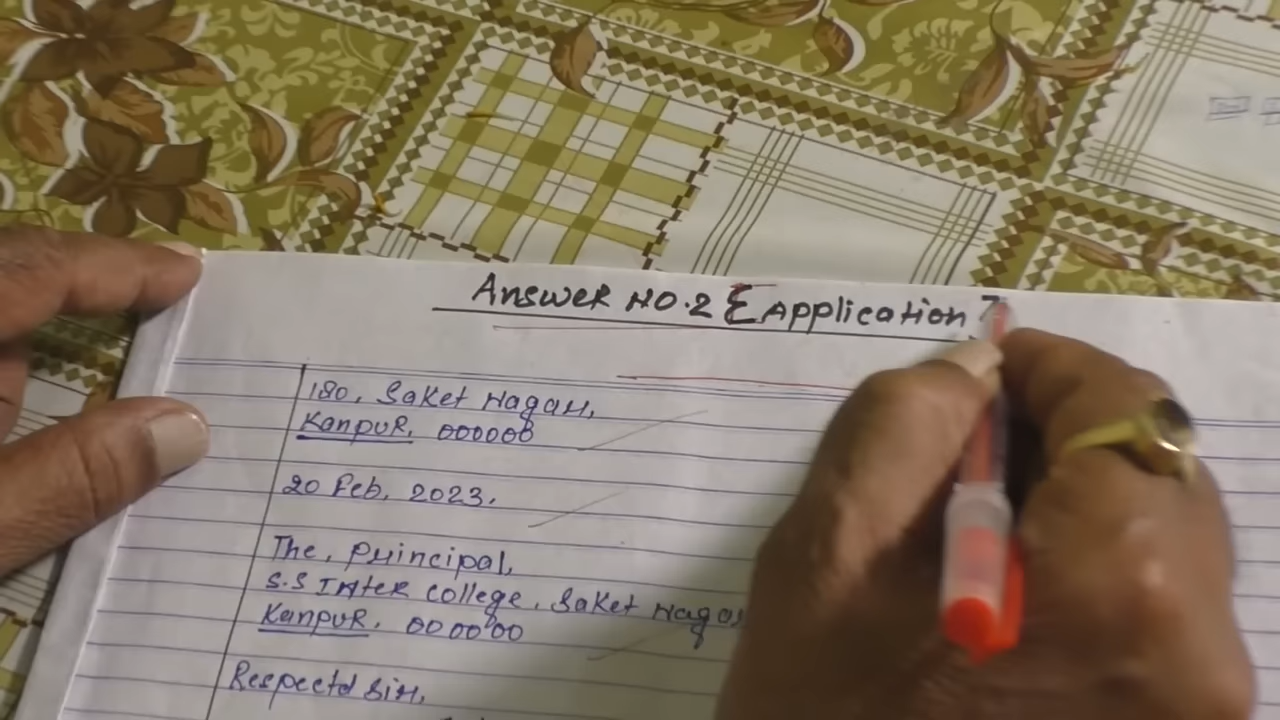 Answer No.2 { Application }
180, Saket Nagar,
Kanpur, 000000
20 Feb, 2023.
The, Principal,
S.S Inter College, Saket Nagar
Kanpur, 000000
Respectd Sir,